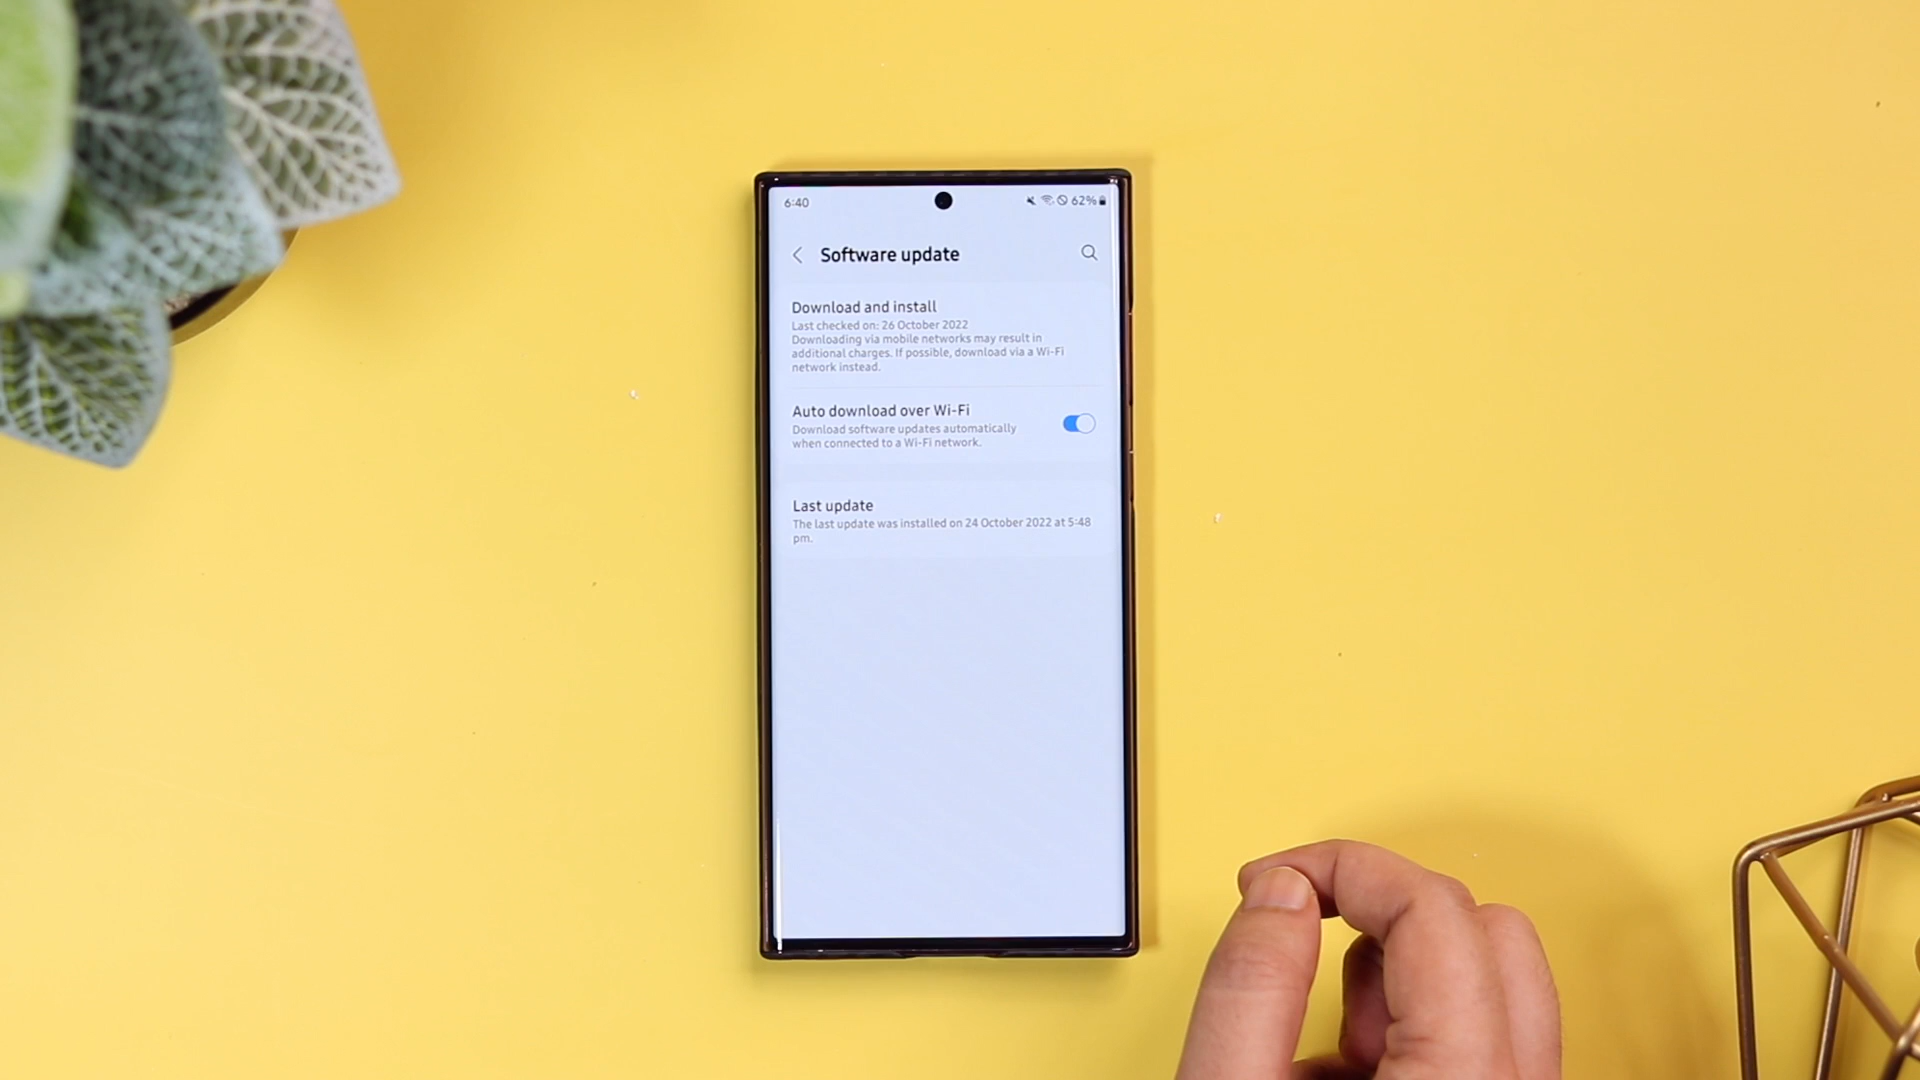 6:40
62%
Software update
Download and install
Last checked on: 26 October 2022
Downloading via mobile networks may result in
additional charges. If possible, download via a Wi-Fi
network instead.
Auto download over Wi-Fi
Download software updates automatically
when connected to a Wi-Fi network.
Last update
The last update was installed on 24 October 2022 at 5:48
pm.